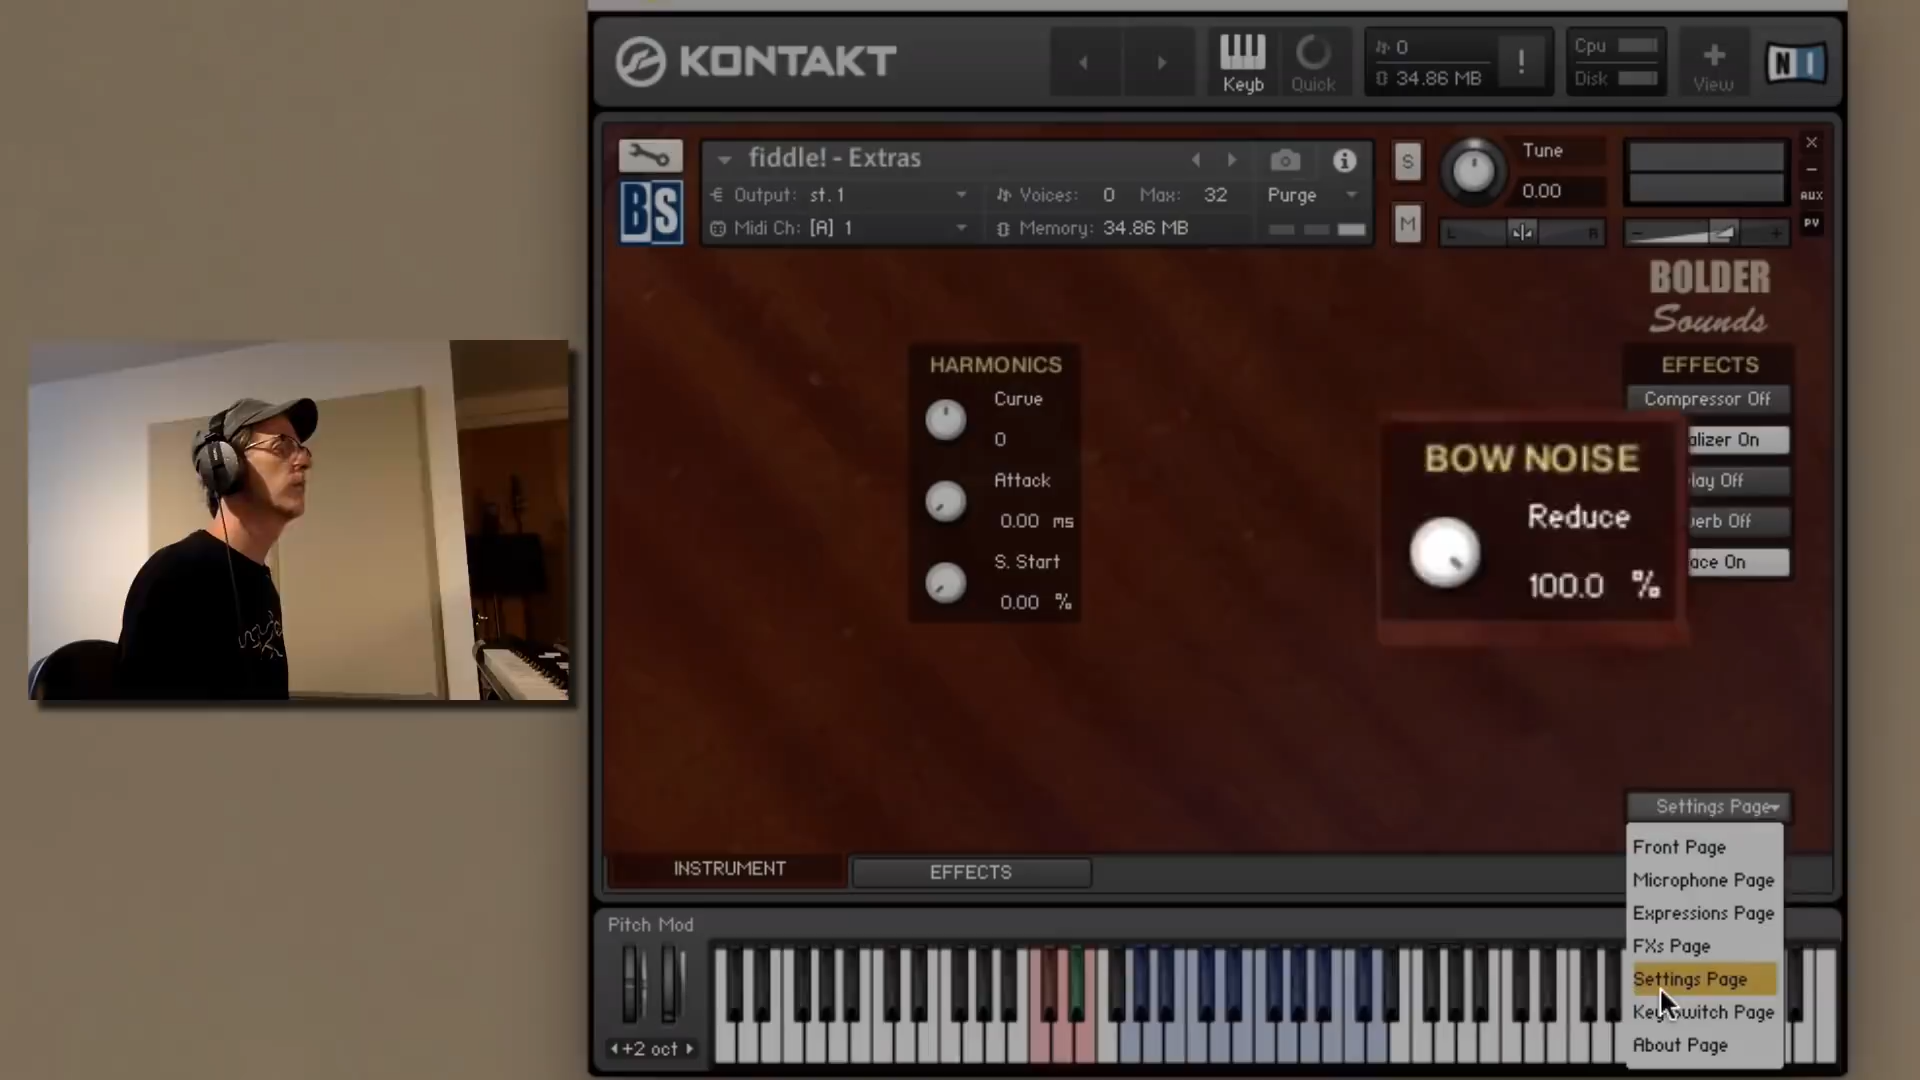 KONTAKT
Keyb
Quick
0
34.86 MB
!
Cpu
Disk
+
View
NI
fiddle! - Extras
BS
Output: st. 1
Voices: 0 Max: 32
Purge
Midi Ch: [A] 1
Memory: 34.86 MB
S
M
Tune
0.00
L
R
- +
AUX
PV
BOLDER
Sounds
HARMONICS
Curve
0
Attack
0.00 ms
S. Start
0.00 %
EFFECTS
Compressor Off
alizer On
lay Off
erb Off
ace On
BOW NOISE
Reduce
100.0 %
Settings Page
Front Page
Microphone Page
Expressions Page
FXs Page
Settings Page
Key Switch Page
About Page
INSTRUMENT
EFFECTS
Pitch Mod
+2 oct